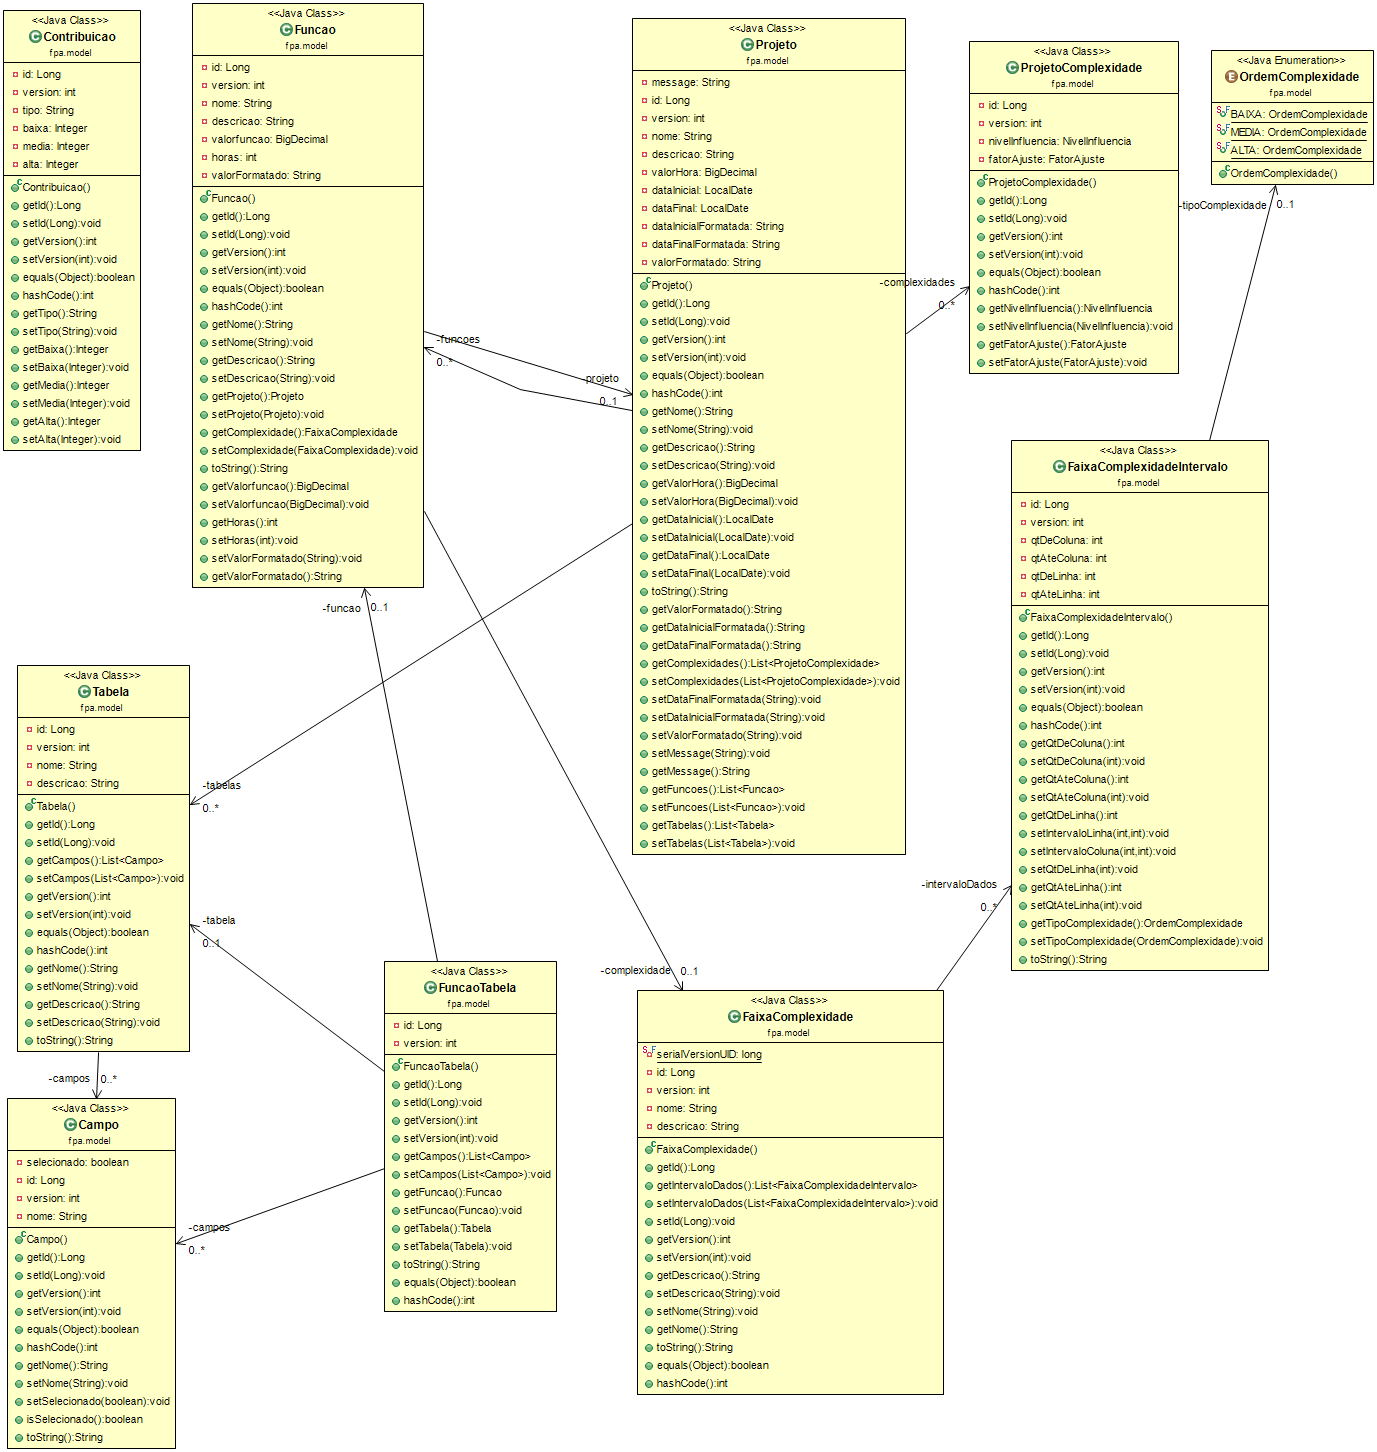 <<Java Class>>
Contribuicao
fpa.model
id: Long
version: int
tipo: String
baixa: Integer
media: Integer
alta: Integer
Contribuicao()
getId():Long
setId(Long):void
getVersion():int
setVersion(int):void
equals(Object):boolean
hashCode():int
getTipo():String
setTipo(String):void
getBaixa():Integer
setBaixa(Integer):void
getMedia():Integer
setMedia(Integer):void
getAlta():Integer
setAlta(Integer):void
<<Java Class>>
Funcao
fpa.model
id: Long
version: int
nome: String
descricao: String
valorfuncao: BigDecimal
horas: int
valorFormatado: String
Funcao()
getId():Long
setId(Long):void
getVersion():int
setVersion(int):void
equals(Object):boolean
hashCode():int
getNome():String
setNome(String):void
getDescricao():String
setDescricao(String):void
getProjeto():Projeto
setProjeto(Projeto):void
getComplexidade():FaixaComplexidade
setComplexidade(FaixaComplexidade):void
toString():String
getValorfuncao():BigDecimal
setValorfuncao(BigDecimal):void
getHoras():int
setHoras(int):void
setValorFormatado(String):void
getValorFormatado():String
-funcoes
0..*
-projeto
0..1
<<Java Class>>
Projeto
fpa.model
message: String
id: Long
version: int
nome: String
descricao: String
valorHora: BigDecimal
dataInicial: LocalDate
dataFinal: LocalDate
dataInicialFormatada: String
dataFinalFormatada: String
valorFormatado: String
Projeto()
getId():Long
setId(Long):void
getVersion():int
setVersion(int):void
equals(Object):boolean
hashCode():int
getNome():String
setNome(String):void
getDescricao():String
setDescricao(String):void
getValorHora():BigDecimal
setValorHora(BigDecimal):void
getDataInicial():LocalDate
setDataInicial(LocalDate):void
getDataFinal():LocalDate
setDataFinal(LocalDate):void
toString():String
getValorFormatado():String
getDataInicialFormatada():String
getDataFinalFormatada():String
getComplexidades():List<ProjetoComplexidade>
setComplexidades(List<ProjetoComplexidade>):void
setDataFinalFormatada(String):void
setDataInicialFormatada(String):void
setValorFormatado(String):void
setMessage(String):void
getMessage():String
getFuncoes():List<Funcao>
setFuncoes(List<Funcao>):void
getTabelas():List<Tabela>
setTabelas(List<Tabela>):void
-complexidades
0..*
<<Java Class>>
ProjetoComplexidade
fpa.model
id: Long
version: int
nivelInfluencia: NivelInfluencia
fatorAjuste: FatorAjuste
ProjetoComplexidade()
getId():Long
setId(Long):void
getVersion():int
setVersion(int):void
equals(Object):boolean
hashCode():int
getNivelInfluencia():NivelInfluencia
setNivelInfluencia(NivelInfluencia):void
getFatorAjuste():FatorAjuste
setFatorAjuste(FatorAjuste):void
<<Java Enumeration>>
OrdemComplexidade
fpa.model
BAIXA: OrdemComplexidade
MEDIA: OrdemComplexidade
ALTA: OrdemComplexidade
OrdemComplexidade()
-tipoComplexidade
0..1
<<Java Class>>
FaixaComplexidadeIntervalo
fpa.model
id: Long
version: int
qtDeColuna: int
qtAteColuna: int
qtDeLinha: int
qtAteLinha: int
FaixaComplexidadeIntervalo()
getId():Long
setId(Long):void
getVersion():int
setVersion(int):void
equals(Object):boolean
hashCode():int
getQtDeColuna():int
setQtDeColuna(int):void
getQtAteColuna():int
setQtAteColuna(int):void
getQtDeLinha():int
setIntervaloLinha(int,int):void
setIntervaloColuna(int,int):void
setQtDeLinha(int):void
getQtAteLinha():int
setQtAteLinha(int):void
getTipoComplexidade():OrdemComplexidade
setTipoComplexidade(OrdemComplexidade):void
toString():String
-funcao
0..1
<<Java Class>>
Tabela
fpa.model
id: Long
version: int
nome: String
descricao: String
Tabela()
getId():Long
setId(Long):void
getCampos():List<Campo>
setCampos(List<Campo>):void
getVersion():int
setVersion(int):void
equals(Object):boolean
hashCode():int
getNome():String
setNome(String):void
getDescricao():String
setDescricao(String):void
toString():String
-tabelas
0..*
-tabela
0..1
-intervaloDados
0..*
-complexidade
0..1
<<Java Class>>
FuncaoTabela
fpa.model
id: Long
version: int
FuncaoTabela()
getId():Long
setId(Long):void
getVersion():int
setVersion(int):void
getCampos():List<Campo>
setCampos(List<Campo>):void
getFuncao():Funcao
setFuncao(Funcao):void
getTabela():Tabela
setTabela(Tabela):void
toString():String
equals(Object):boolean
hashCode():int
<<Java Class>>
FaixaComplexidade
fpa.model
serialVersionUID: long
id: Long
version: int
nome: String
descricao: String
FaixaComplexidade()
getId():Long
getIntervaloDados():List<FaixaComplexidadeIntervalo>
setIntervaloDados(List<FaixaComplexidadeIntervalo>):void
setId(Long):void
getVersion():int
setVersion(int):void
getDescricao():String
setDescricao(String):void
setNome(String):void
getNome():String
toString():String
equals(Object):boolean
hashCode():int
-campos
0..*
<<Java Class>>
Campo
fpa.model
selecionado: boolean
id: Long
version: int
nome: String
Campo()
getId():Long
setId(Long):void
getVersion():int
setVersion(int):void
equals(Object):boolean
hashCode():int
getNome():String
setNome(String):void
setSelecionado(boolean):void
isSelecionado():boolean
toString():String
-campos
0..*